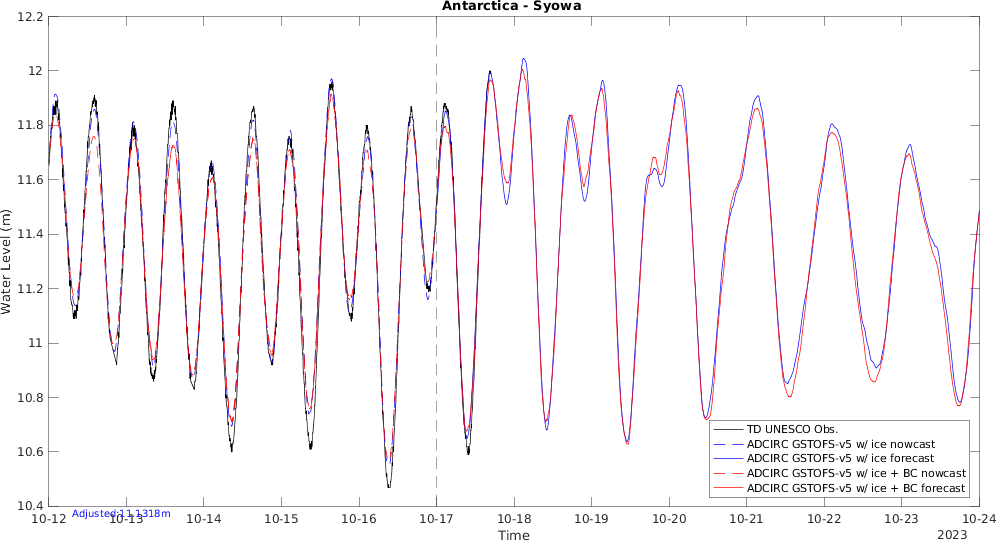 Antarctica - Syowa
12.2
12
11.8
11.6
11.4
11.2
11
10.8
10.6
10.4
Water Level (m)
TD UNESCO Obs.
ADCIRC GSTOFS-v5 w/ ice nowcast
ADCIRC GSTOFS-v5 w/ ice forecast
ADCIRC GSTOFS-v5 w/ ice + BC nowcast
ADCIRC GSTOFS-v5 w/ ice + BC forecast
Adjusted:11.1318m
10-12 10-13 10-14 10-15 10-16 10-17 10-18 10-19 10-20 10-21 10-22 10-23 10-24
Time
2023